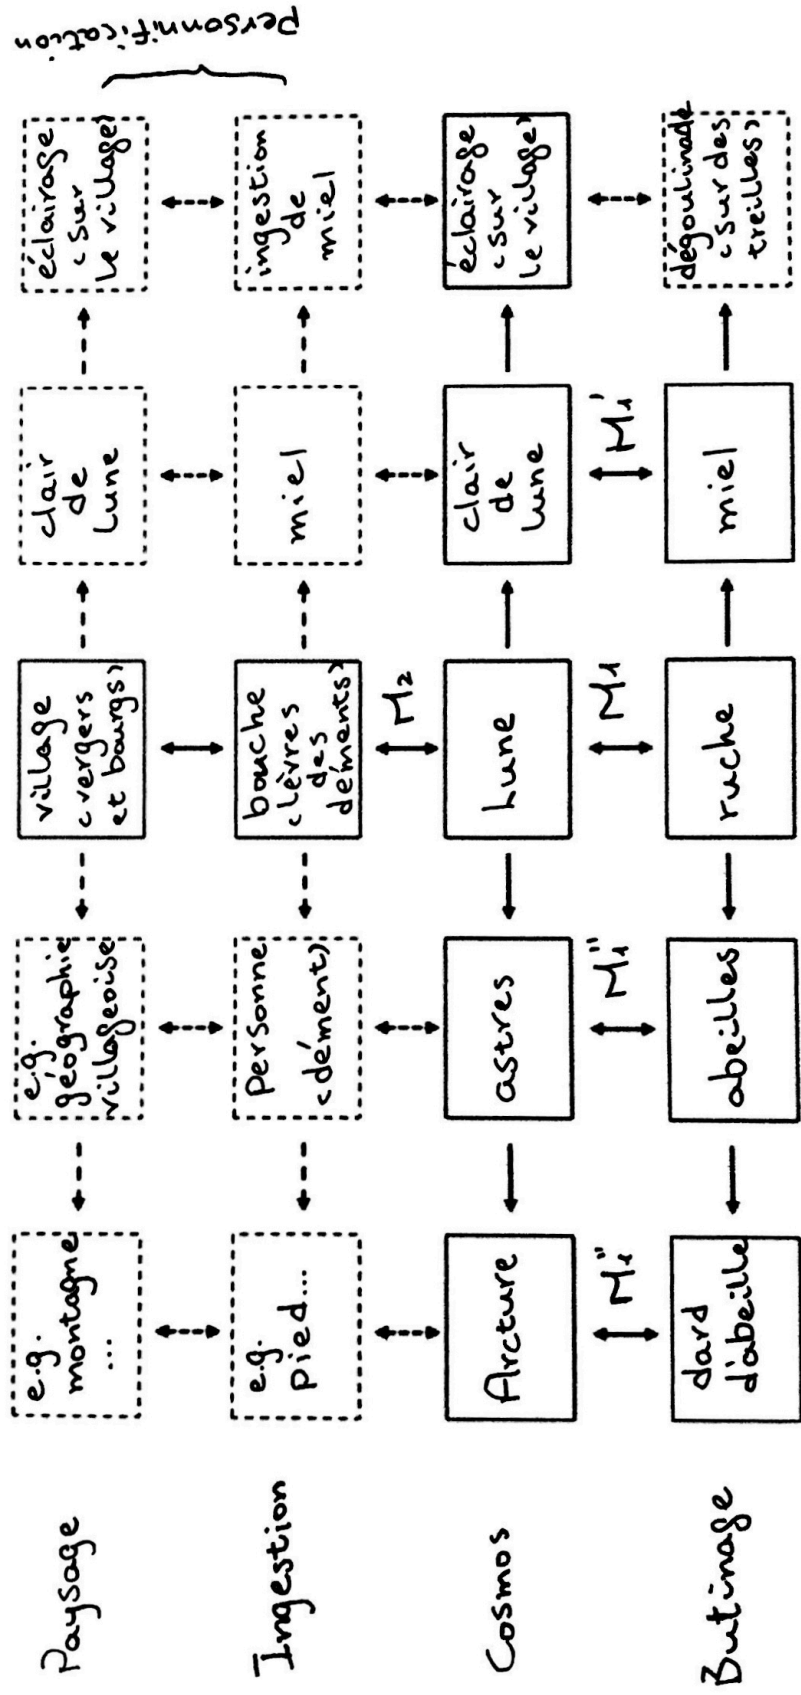 Personnification
Paysage
e.g.
montagne
...
e.g.
géographie
villageoise
village
‹vergers
et bourgs›
clair
de
lune
éclairage
‹sur
le village›
Ingestion
e.g.
pied...
personne
‹dément›
bouche
‹lèvres
des
déments›
miel
ingestion
de
miel
M₂
Cosmos
Arcture
astres
lune
clair
de
lune
éclairage
‹sur
le village›
M₁''
M₁''
M₁
M₁'
Butinage
dard
d'abeille
abeilles
ruche
miel
dégoulinade
‹sur des
treilles›